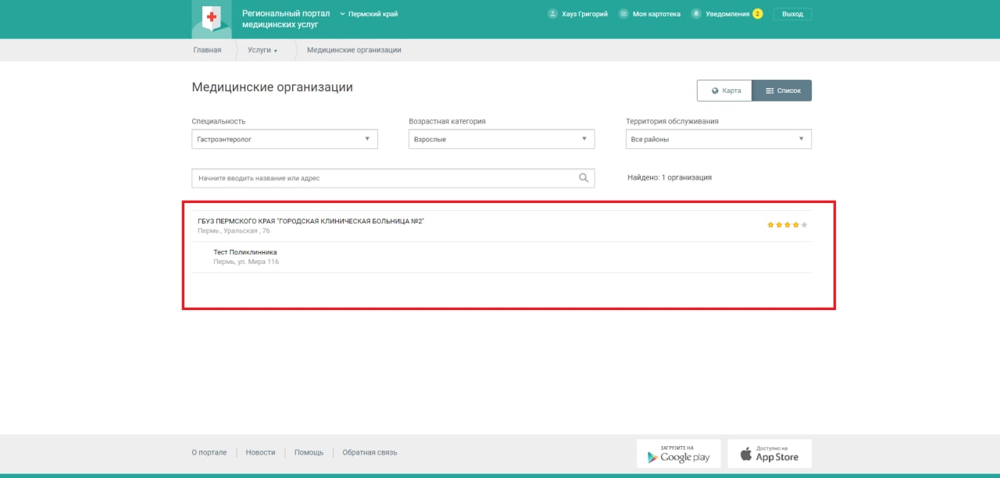 Региональный портал
медицинских услуг
Пермский край
Хауз Григорий
Моя картотека
Уведомления 2
Выход
Главная
Услуги
Медицинские организации
Медицинские организации
Карта
Список
Специальность
Возрастная категория
Территория обслуживания
Гастроэнтеролог
Взрослые
Все районы
Начните вводить название или адрес
Найдено: 1 организация
ГБУЗ ПЕРМСКОГО КРАЯ "ГОРОДСКАЯ КЛИНИЧЕСКАЯ БОЛЬНИЦА №2"
Пермь , Уральская , 76
Тест Поликлинника
Пермь, ул. Мира 116
О портале
Новости
Помощь
Обратная связь
ЗАГРУЗИТЕ НА
Google play
Доступно на
App Store